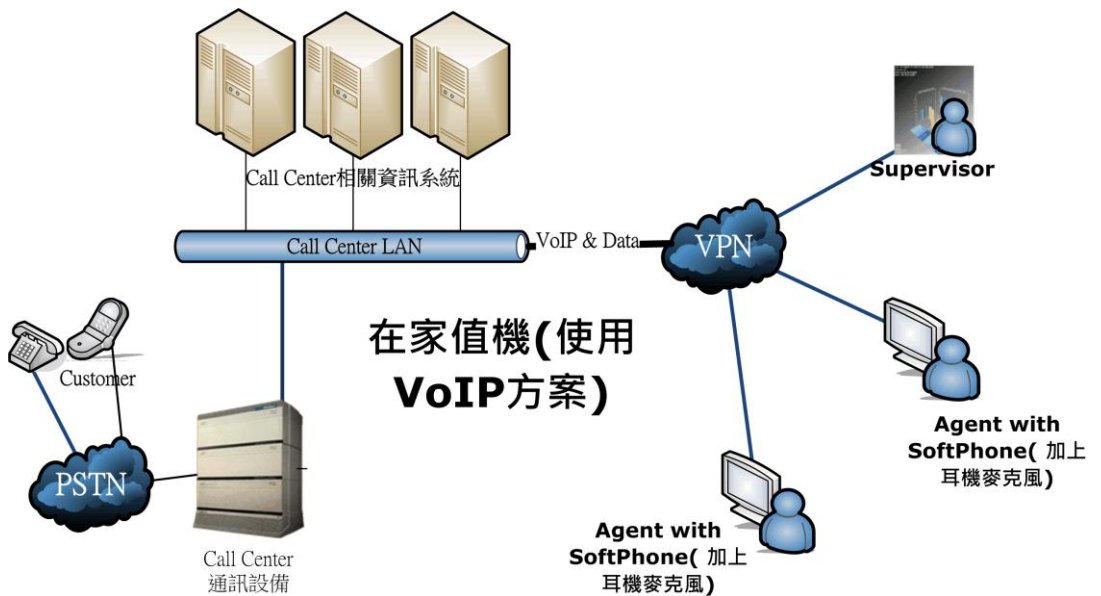 Call Center相關資訊系統
Supervisor
Call Center LAN
VoIP & Data
VPN
在家值機(使用
VoIP方案)
Customer
PSTN
Call Center
通訊設備
Agent with
SoftPhone( 加上
耳機麥克風)
Agent with
SoftPhone( 加上
耳機麥克風)